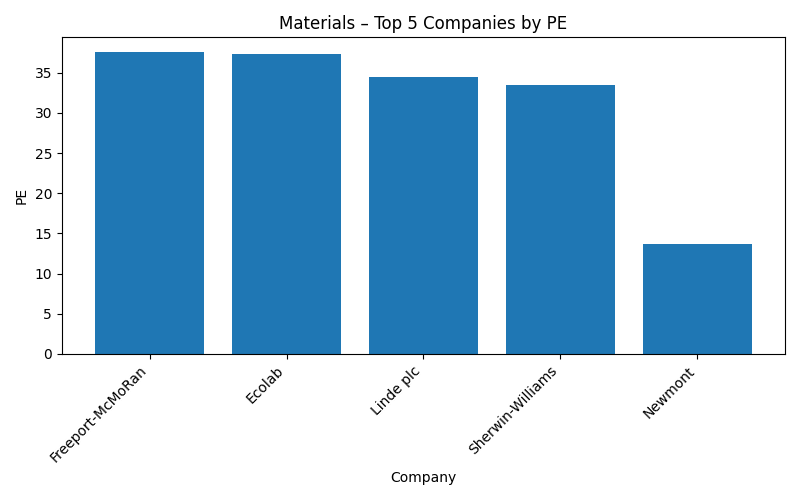 Materials – Top 5 Companies by PE
PE
35
30
25
20
15
10
5
0
Freeport-McMoRan
Ecolab
Linde plc
Sherwin-Williams
Newmont
Company